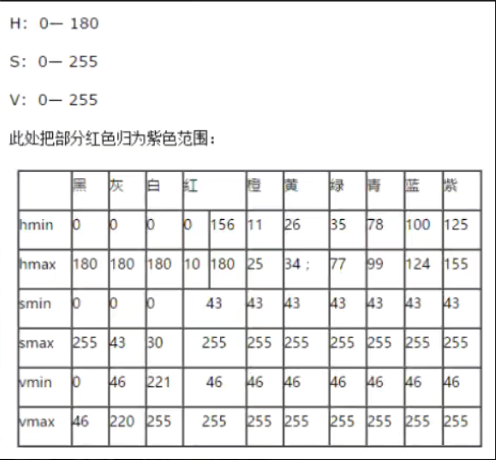 H：0— 180
S：0— 255
V：0— 255
此处把部分红色归为紫色范围：
黑 灰 白 红 橙 黄 绿 青 蓝 紫
hmin 0 0 0 0 156 11 26 35 78 100 125
hmax 180 180 180 10 180 25 34； 77 99 124 155
smin 0 0 0 43 43 43 43 43 43 43
smax 255 43 30 255 255 255 255 255 255 255
vmin 0 46 221 46 46 46 46 46 46 46
vmax 46 220 255 255 255 255 255 255 255 255